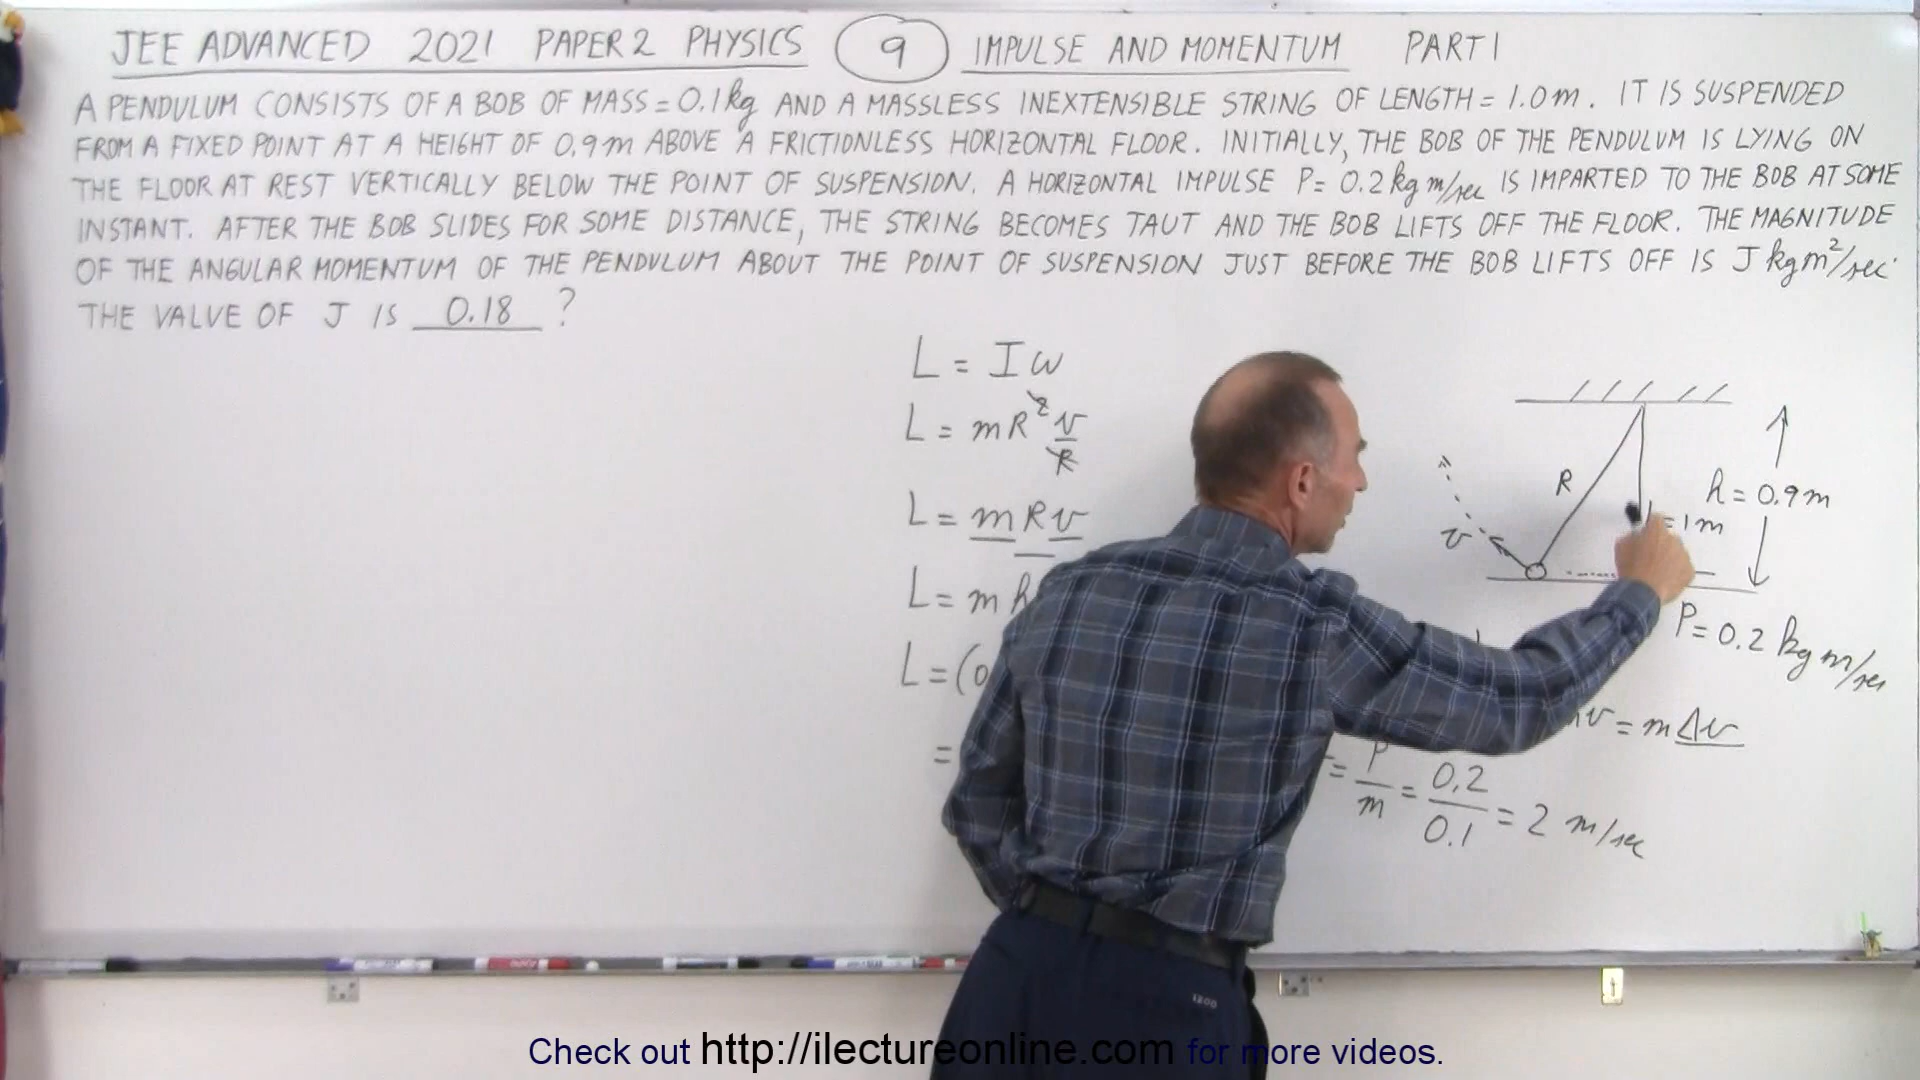 JEE ADVANCED 2021 PAPER 2 PHYSICS 9 IMPULSE AND MOMENTUM PART 1
A PENDULUM CONSISTS OF A BOB OF MASS = 0.1 kg AND A MASSLESS INEXTENSIBLE STRING OF LENGTH = 1.0 m. IT IS SUSPENDED
FROM A FIXED POINT AT A HEIGHT OF 0.9 m ABOVE A FRICTIONLESS HORIZONTAL FLOOR. INITIALLY, THE BOB OF THE PENDULUM IS LYING ON
THE FLOOR AT REST VERTICALLY BELOW THE POINT OF SUSPENSION. A HORIZONTAL IMPULSE P = 0.2 kg m/sec IS IMPARTED TO THE BOB AT SOME
INSTANT. AFTER THE BOB SLIDES FOR SOME DISTANCE, THE STRING BECOMES TAUT AND THE BOB LIFTS OFF THE FLOOR. THE MAGNITUDE
OF THE ANGULAR MOMENTUM OF THE PENDULUM ABOUT THE POINT OF SUSPENSION JUST BEFORE THE BOB LIFTS OFF IS J kg m²/sec.
THE VALUE OF J IS 0.18 ?
L = I ω
L = m R² v/R
L = m R v
L = m h
L = (0
=
R
h = 0.9 m
= 1 m
v
P = 0.2 kg m/sec
v = m Δv
= P/m = 0.2/0.1 = 2 m/sec
1200
Check out http://ilectureonline.com for more videos.